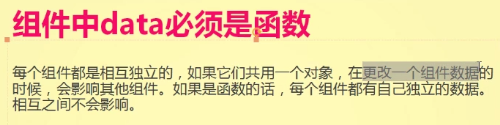 组件中data必须是函数
每个组件都是相互独立的，如果它们共用一个对象，在更改一个组件数据的
时候，会影响其他组件。如果是函数的话，每个组件都有自己独立的数据。
相互之间不会影响。